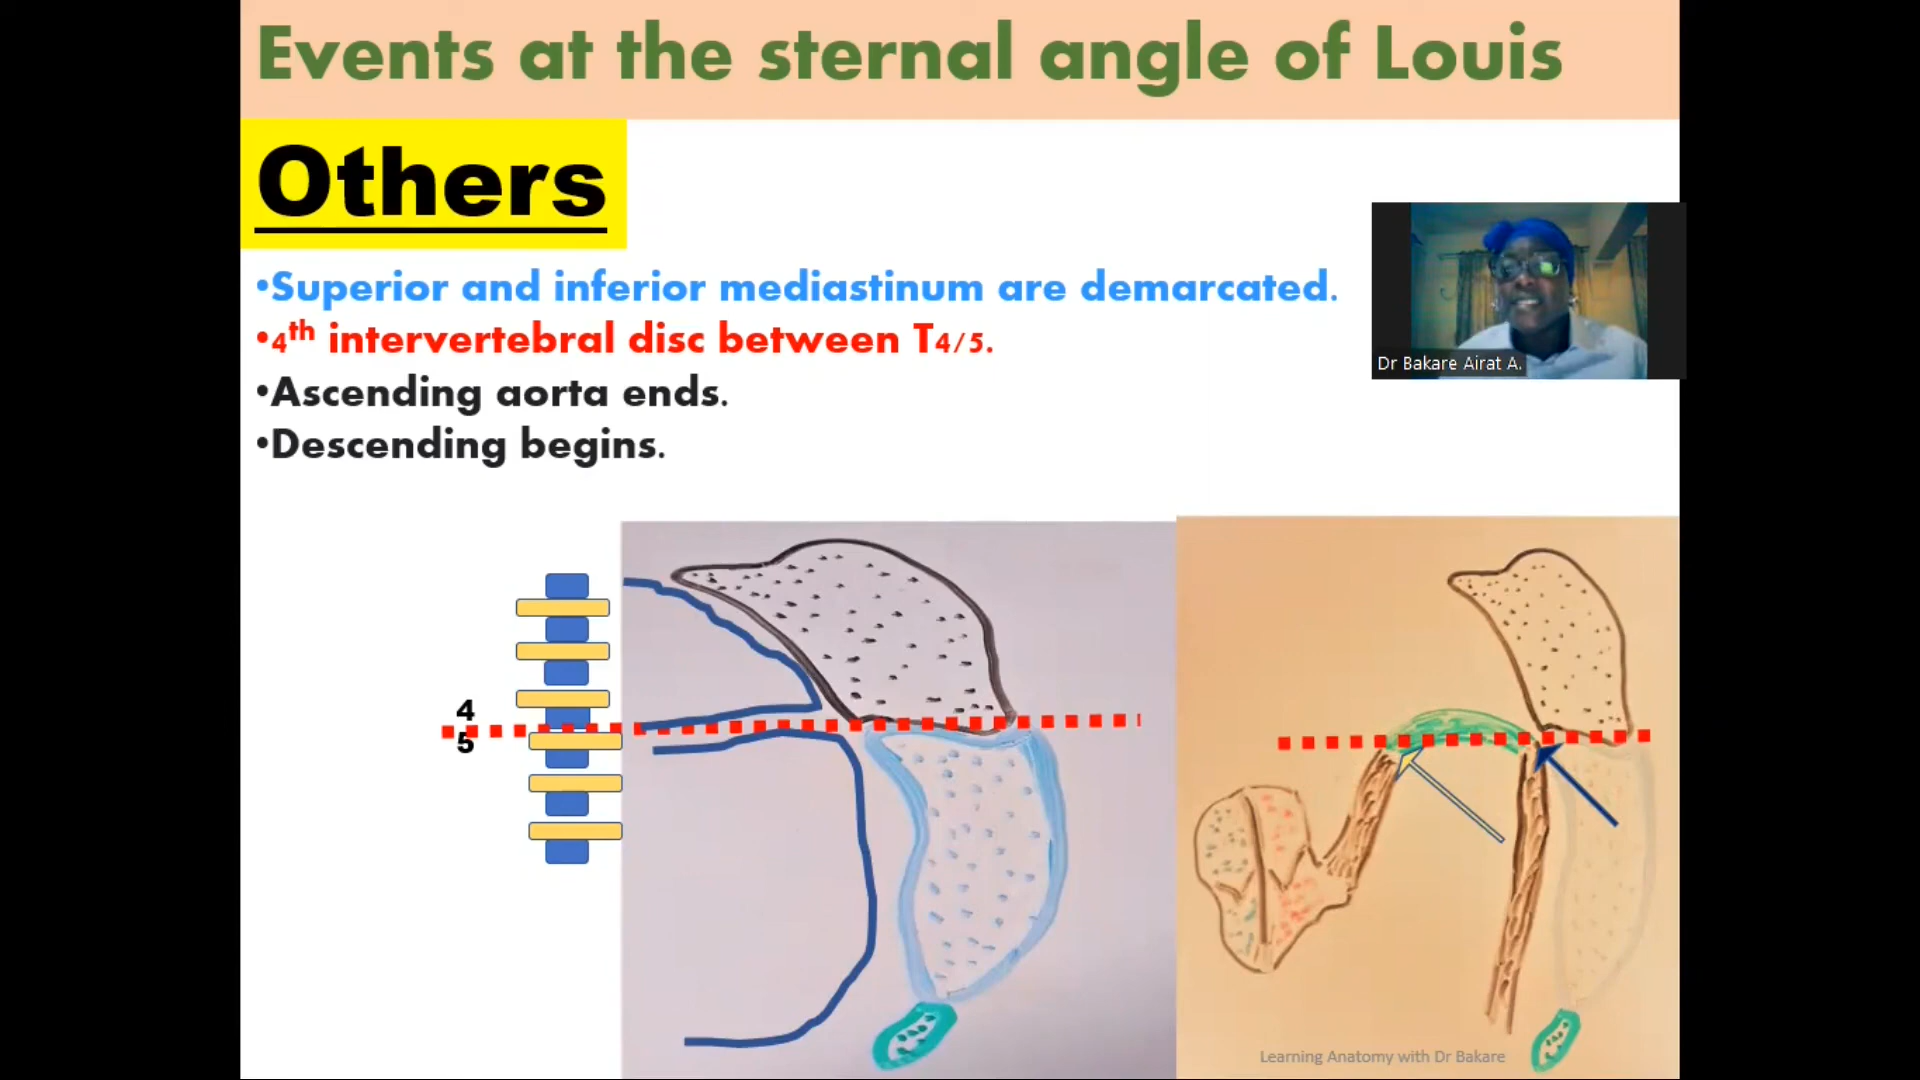 Events at the sternal angle of Louis
Others
•Superior and inferior mediastinum are demarcated.
•4th intervertebral disc between T4/5.
•Ascending aorta ends.
•Descending begins.
Dr Bakare Airat A.
4
5
Learning Anatomy with Dr Bakare